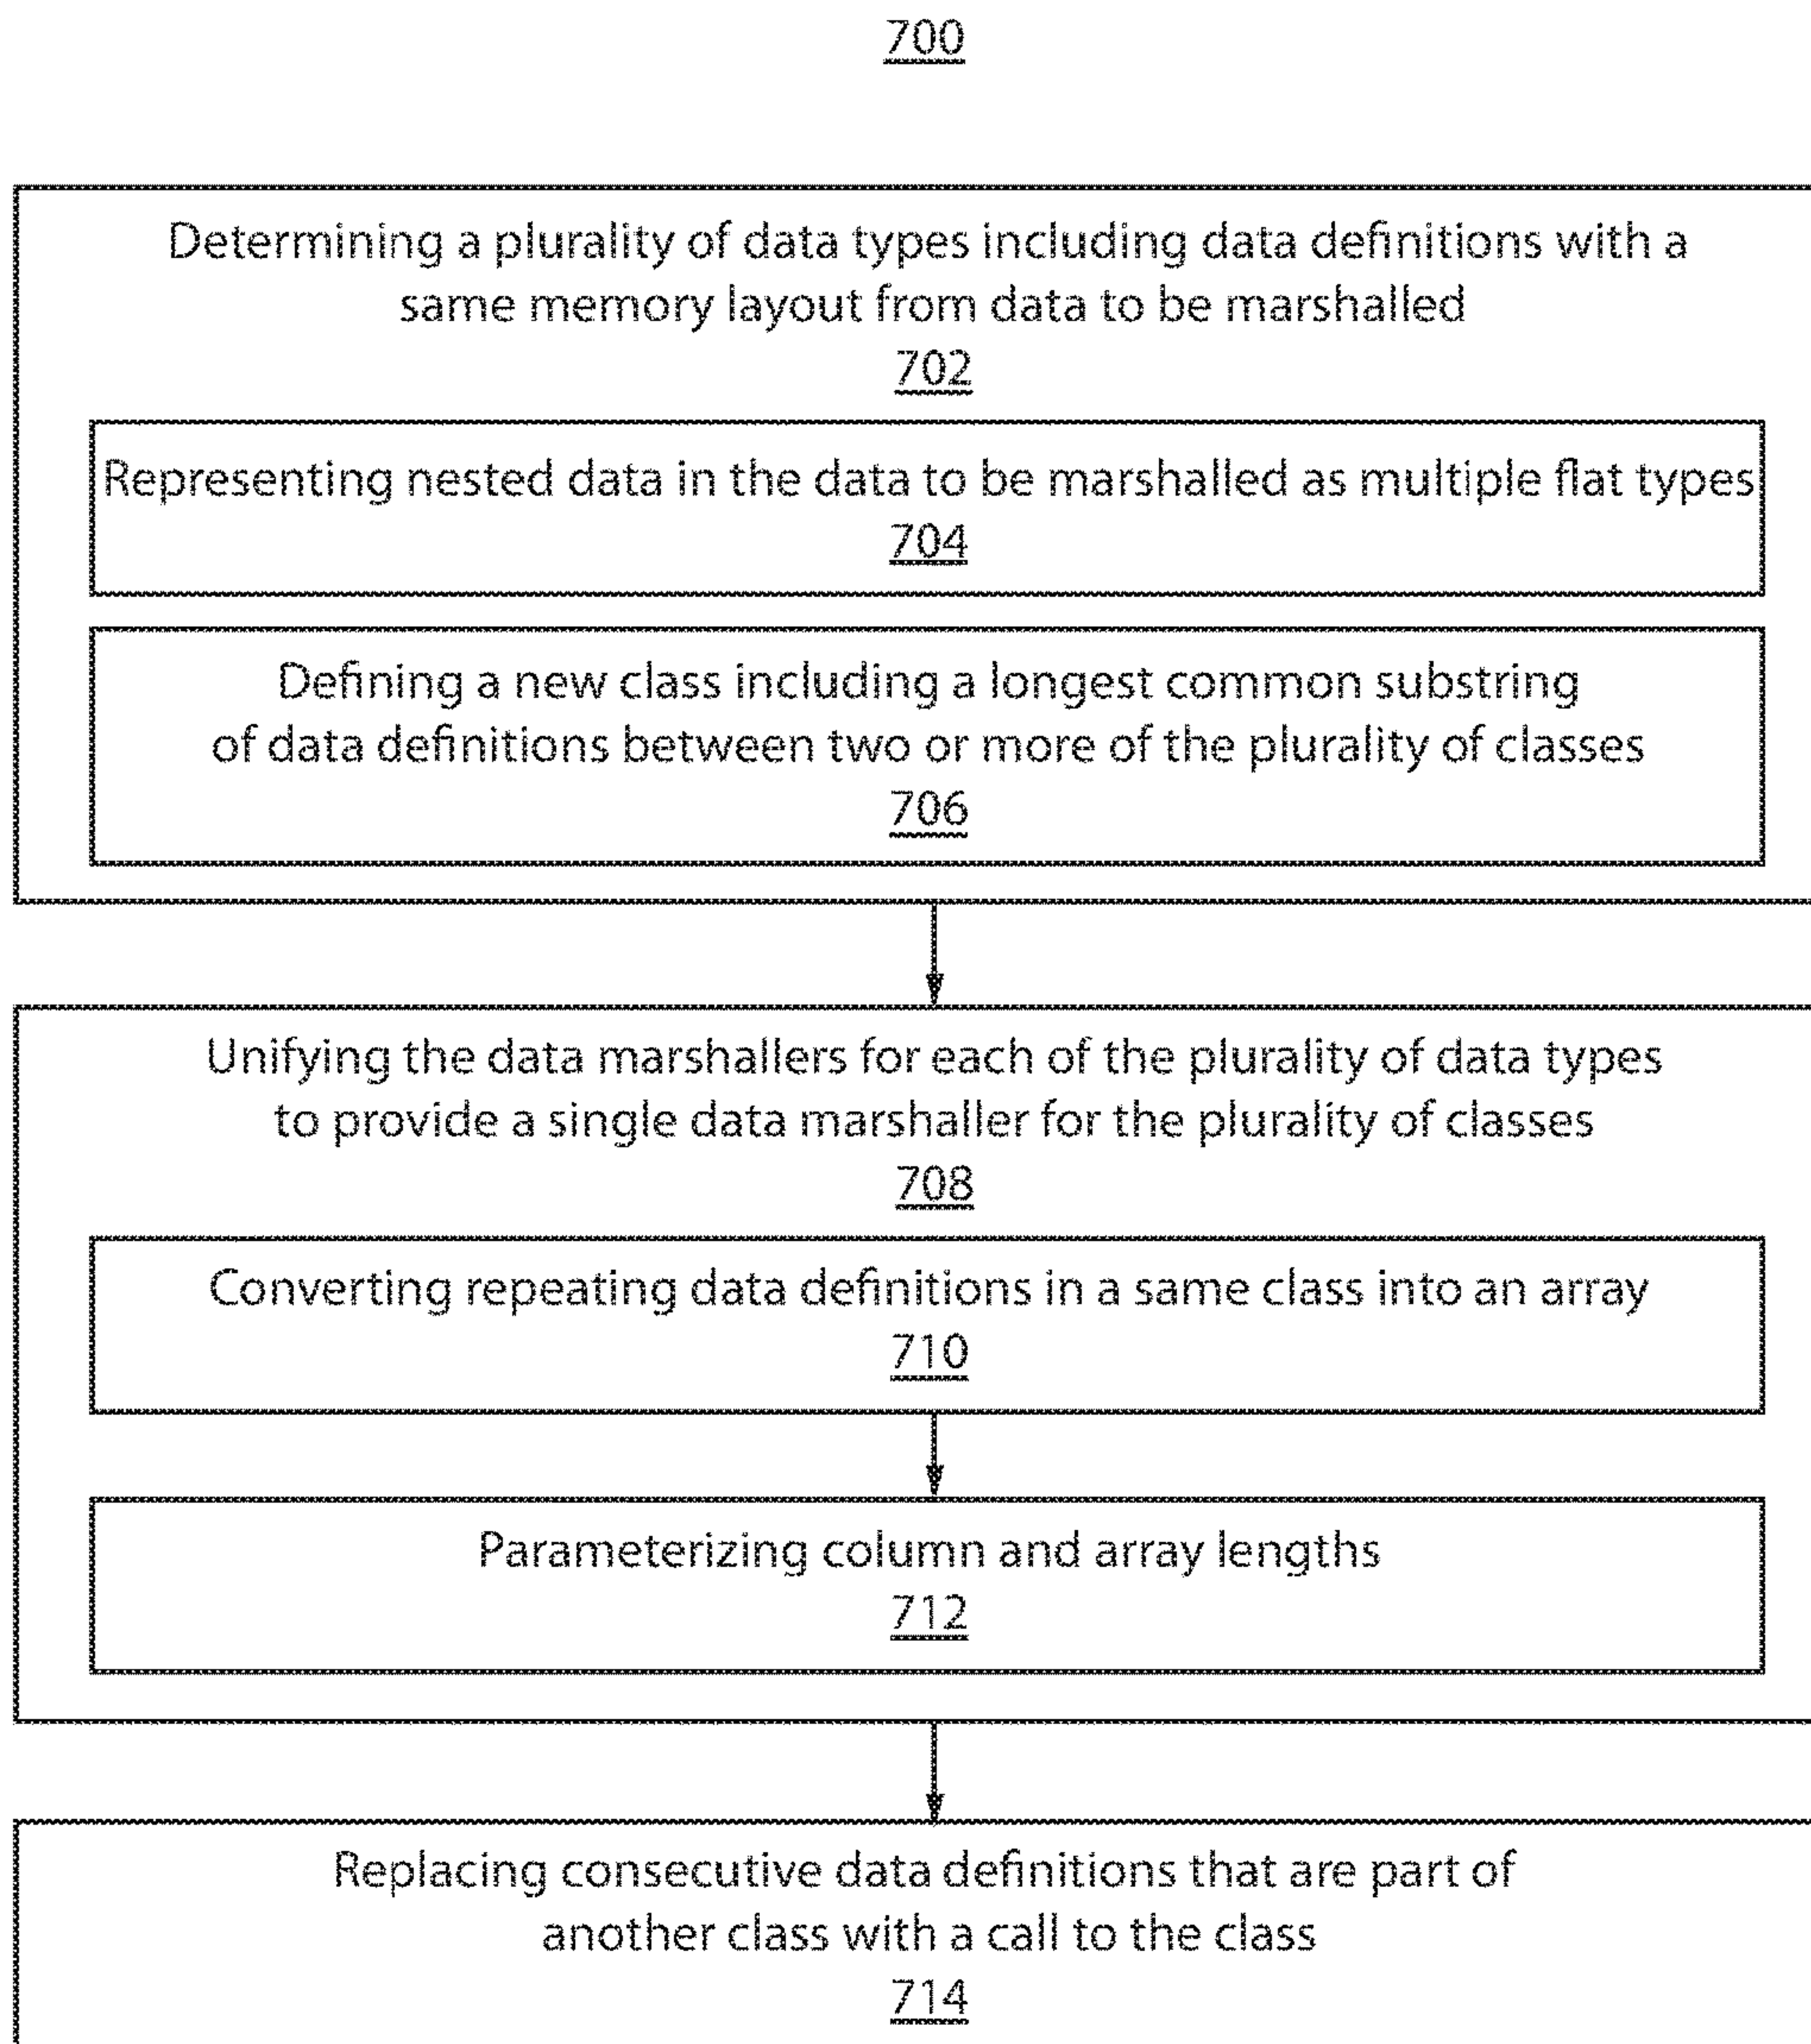 700
Determining a plurality of data types including data definitions with a
same memory layout from data to be marshalled
702
Representing nested data in the data to be marshalled as multiple flat types
704
Defining a new class including a longest common substring
of data definitions between two or more of the plurality of classes
706
Unifying the data marshallers for each of the plurality of data types
to provide a single data marshaller for the plurality of classes
708
Converting repeating data definitions in a same class into an array
710
Parameterizing column and array lengths
712
Replacing consecutive data definitions that are part of
another class with a call to the class
714